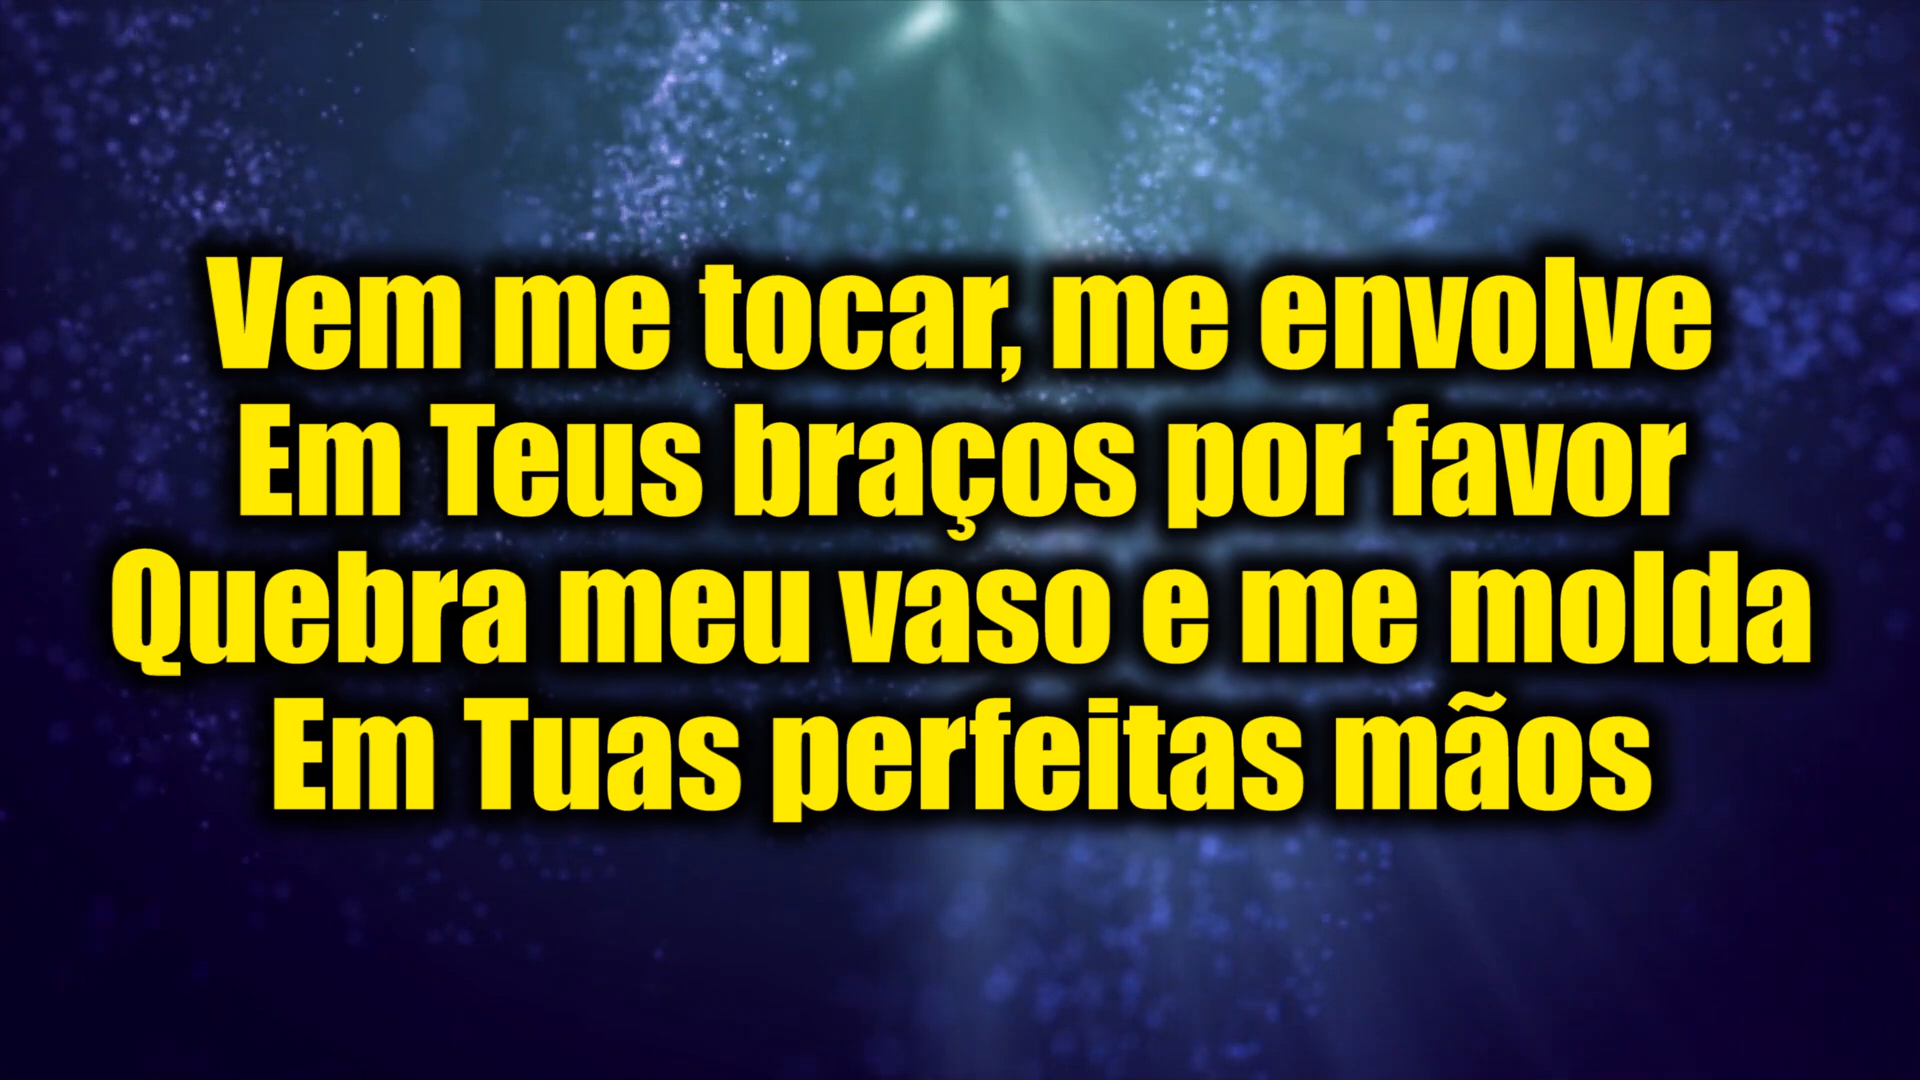 Vem me tocar, me envolve
Em Teus braços por favor
Quebra meu vaso e me molda
Em Tuas perfeitas mãos